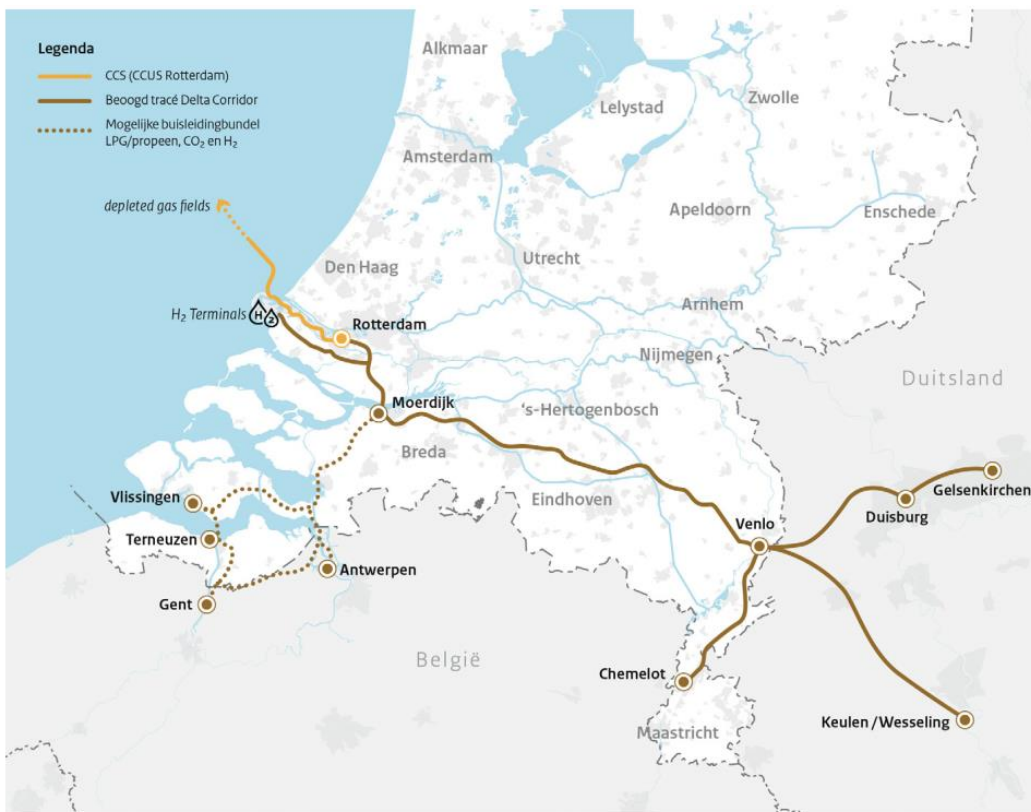 Legenda
CCS (CCUS Rotterdam)
Beoogd tracé Delta Corridor
Mogelijke buisleidingbundel
LPG/propeen, CO₂ en H₂
Alkmaar
Lelystad
Zwolle
Amsterdam
depleted gas fields
Apeldoorn
Enschede
Den Haag
Utrecht
H₂ Terminals
H
2
Arnhem
Rotterdam
Nijmegen
Duitsland
Moerdijk
's-Hertogenbosch
Breda
Gelsenkirchen
Vlissingen
Eindhoven
Duisburg
Venlo
Terneuzen
Antwerpen
Gent
België
Chemelot
Keulen/Wesseling
Maastricht